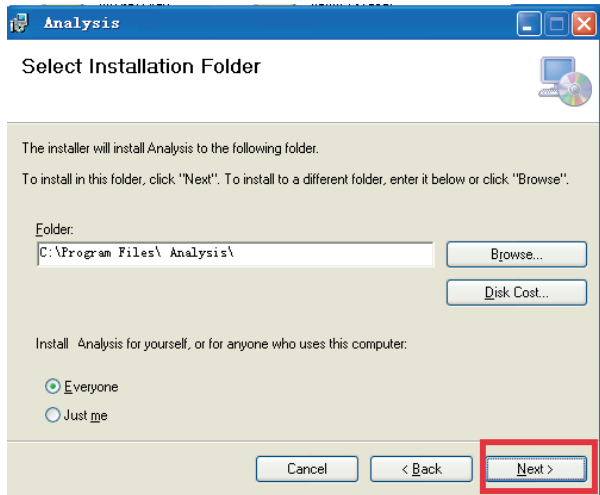 Analysis
Select Installation Folder
The installer will install Analysis to the following folder.
To install in this folder, click "Next". To install to a different folder, enter it below or click "Browse".
Folder:
C:\Program Files\ Analysis\
Browse...
Disk Cost...
Install Analysis for yourself, or for anyone who uses this computer:
Everyone
Just me
Cancel
< Back
Next >